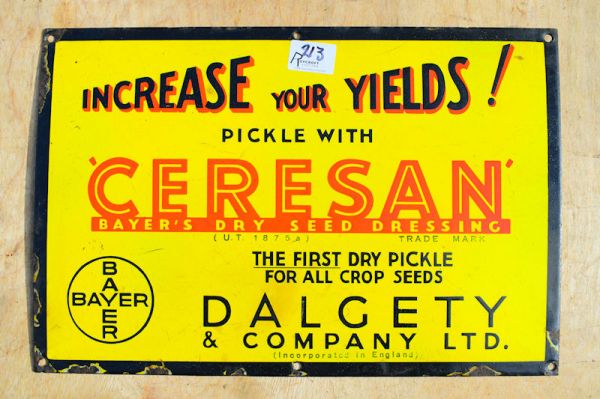 213
INCREASE YOUR YIELDS!
PICKLE WITH
'CERESAN'
BAYER'S DRY SEED DRESSING
(U.T. 1875a) TRADE MARK
THE FIRST DRY PICKLE
FOR ALL CROP SEEDS
BAYER
BAYER
DALGETY
& COMPANY LTD.
(Incorporated in England)